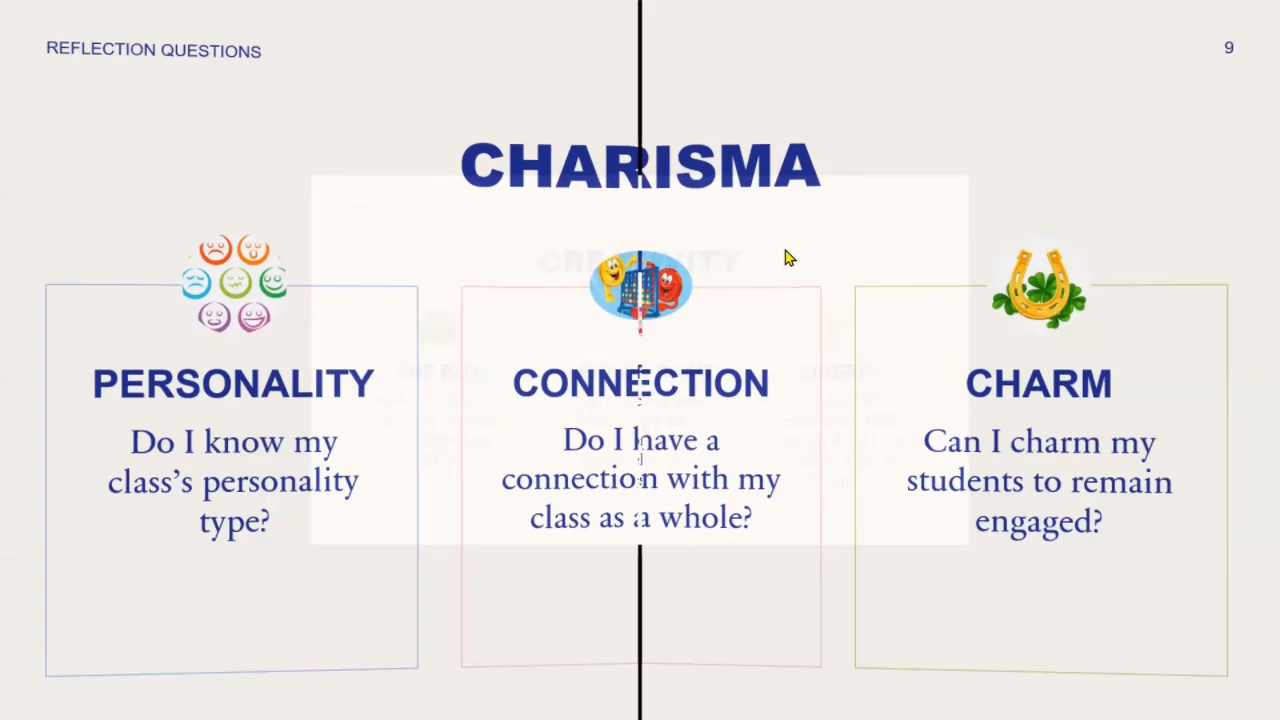 REFLECTION QUESTIONS
9
CHARISMA
CREATIVITY
PERSONALITY
Do I know my
class’s personality
type?
CONNECTION
Do I have a
connection with my
class as a whole?
CHARM
Can I charm my
students to remain
engaged?